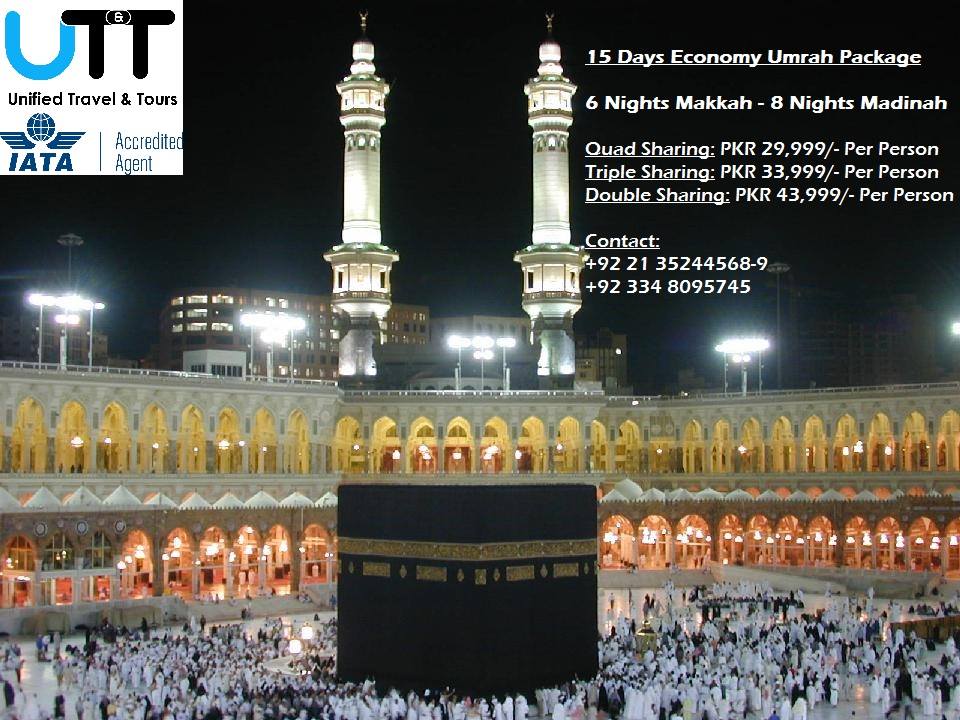 U&TT
Unified Travel & Tours
IATA
Accredited
Agent
15 Days Economy Umrah Package
6 Nights Makkah - 8 Nights Madinah
Quad Sharing: PKR 29,999/- Per Person
Triple Sharing: PKR 33,999/- Per Person
Double Sharing: PKR 43,999/- Per Person
Contact:
+92 21 35244568-9
+92 334 8095745